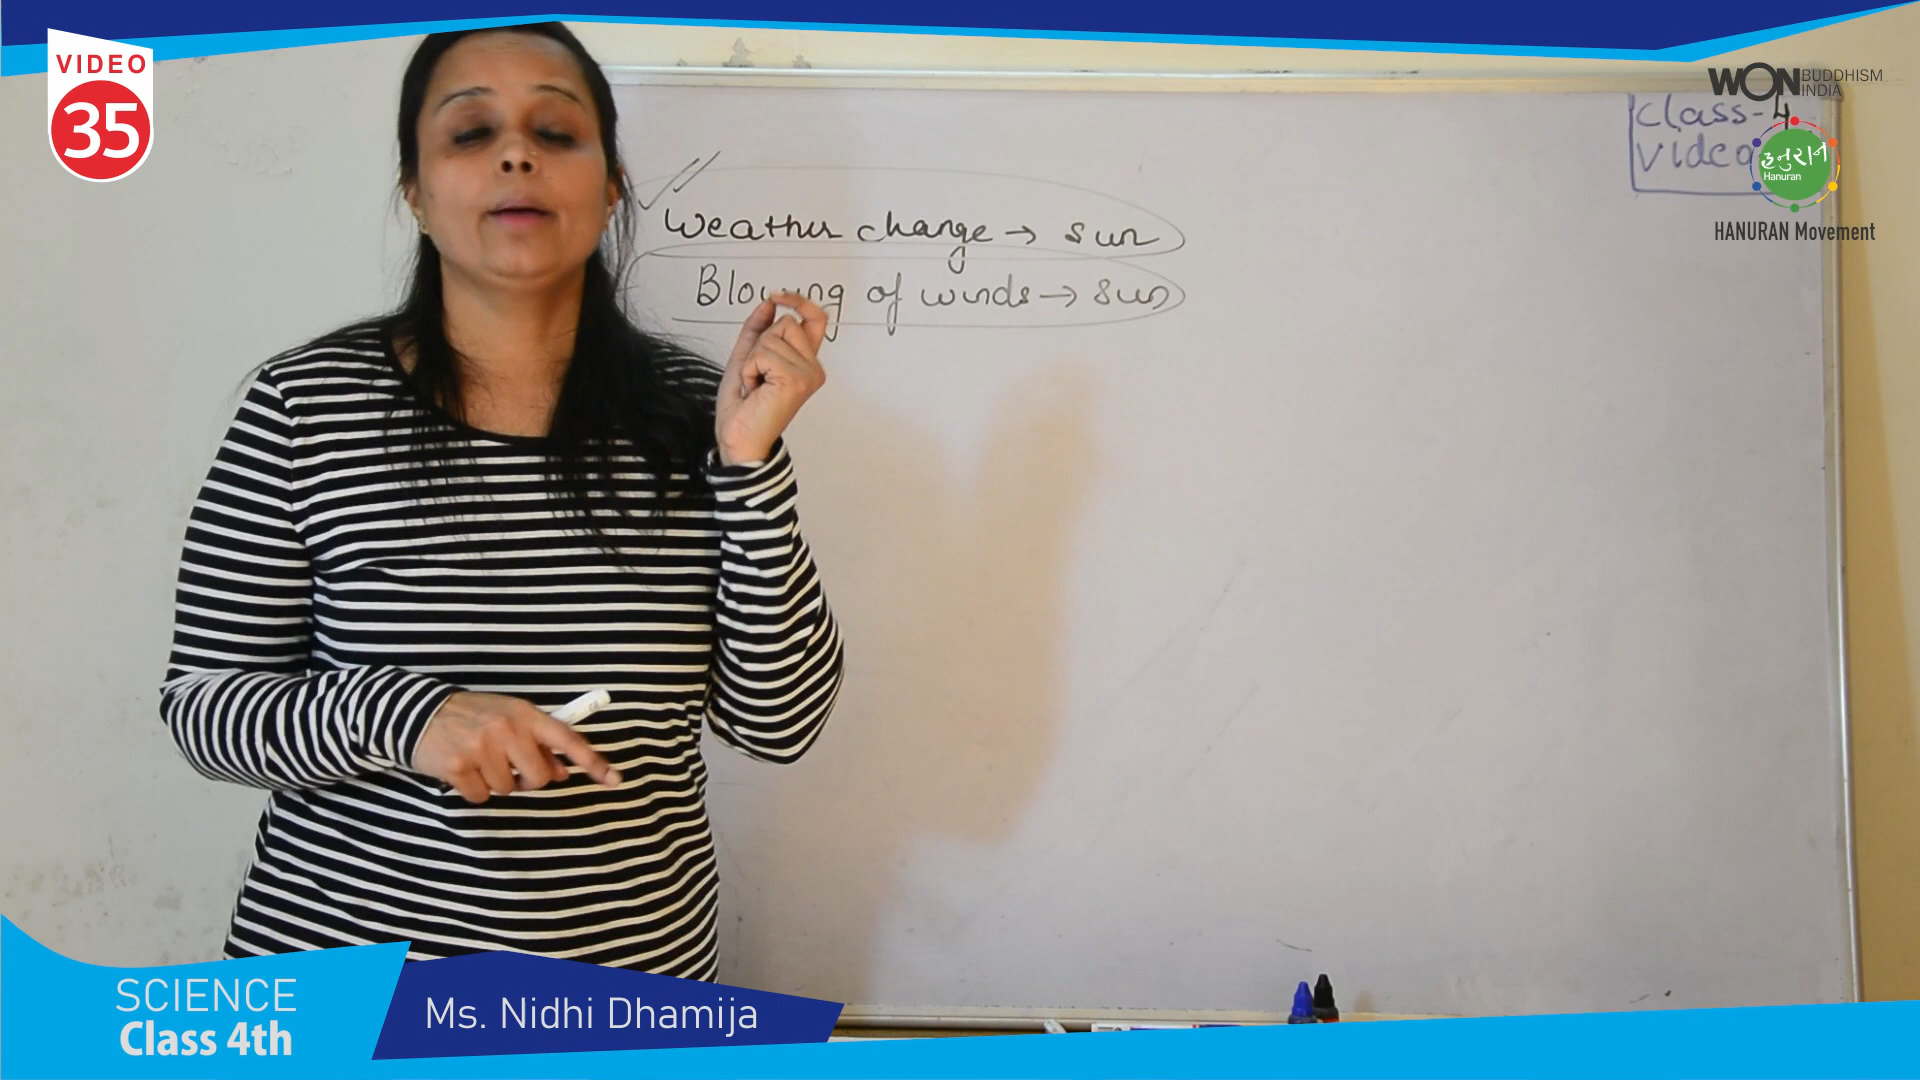 VIDEO
35
WON BUDDHISM
INDIA
Class-4
Video
हनुरान
Hanuran
HANURAN Movement
Weather change → sun
Blowing of winds → sun
SCIENCE
Class 4th
Ms. Nidhi Dhamija